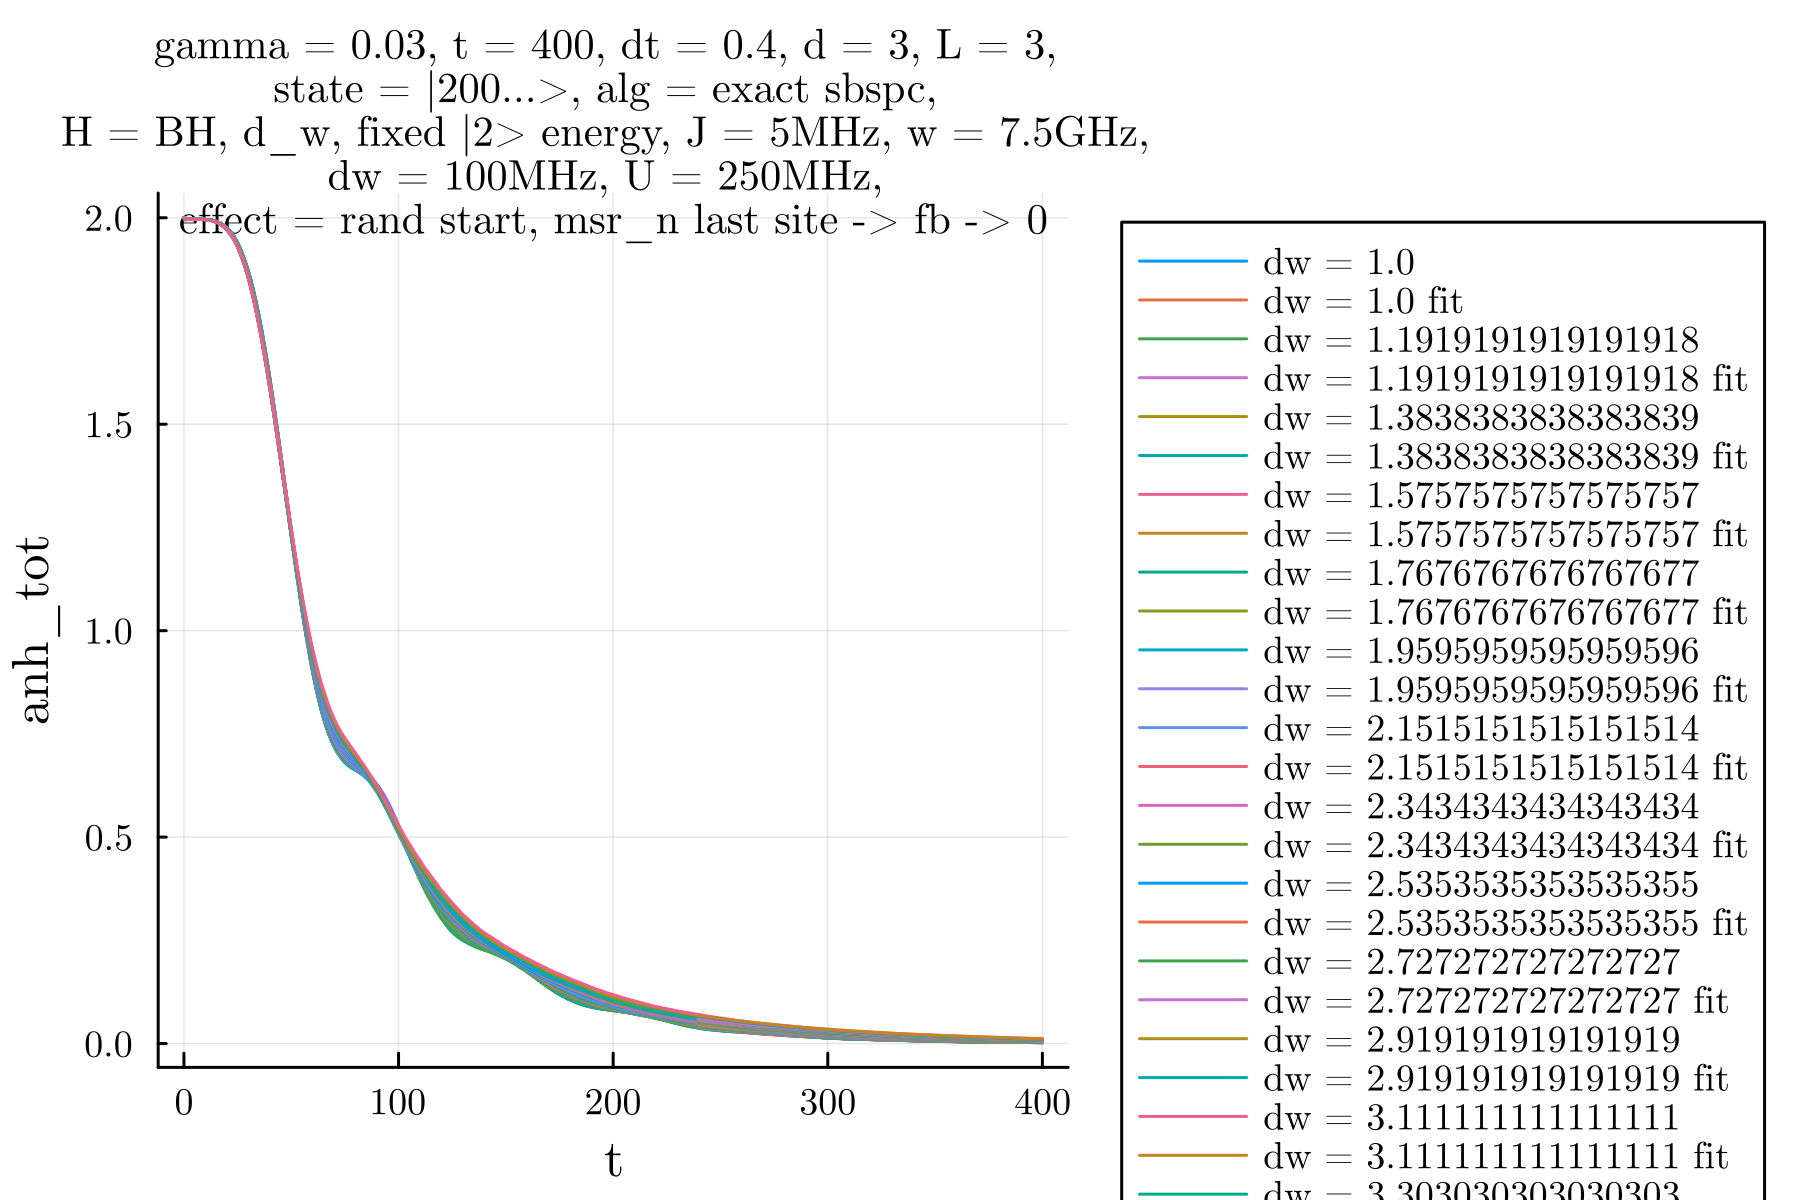 gamma = 0.03, t = 400, dt = 0.4, d = 3, L = 3,
state = |200...>, alg = exact sbspc,
H = BH, d_w, fixed |2> energy, J = 5MHz, w = 7.5GHz,
dw = 100MHz, U = 250MHz,
effect = rand start, msr_n last site -> fb -> 0
anh_tot
2.0
1.5
1.0
0.5
0.0
0
100
200
300
400
t
dw = 1.0
dw = 1.0 fit
dw = 1.1919191919191918
dw = 1.1919191919191918 fit
dw = 1.3838383838383839
dw = 1.3838383838383839 fit
dw = 1.5757575757575757
dw = 1.5757575757575757 fit
dw = 1.7676767676767677
dw = 1.7676767676767677 fit
dw = 1.9595959595959596
dw = 1.9595959595959596 fit
dw = 2.1515151515151514
dw = 2.1515151515151514 fit
dw = 2.3434343434343434
dw = 2.3434343434343434 fit
dw = 2.5353535353535355
dw = 2.5353535353535355 fit
dw = 2.727272727272727
dw = 2.727272727272727 fit
dw = 2.919191919191919
dw = 2.919191919191919 fit
dw = 3.111111111111111
dw = 3.111111111111111 fit
dw = 3.303030303030303